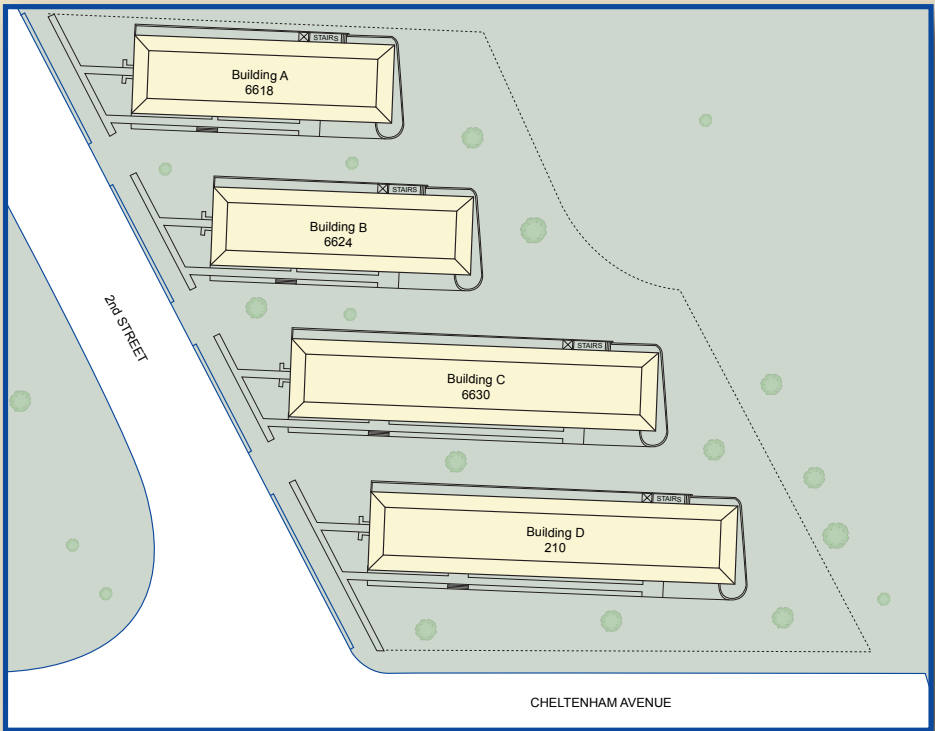 STAIRS
Building A
6618
STAIRS
Building B
6624
2nd STREET
STAIRS
Building C
6630
STAIRS
Building D
210
CHELTENHAM AVENUE